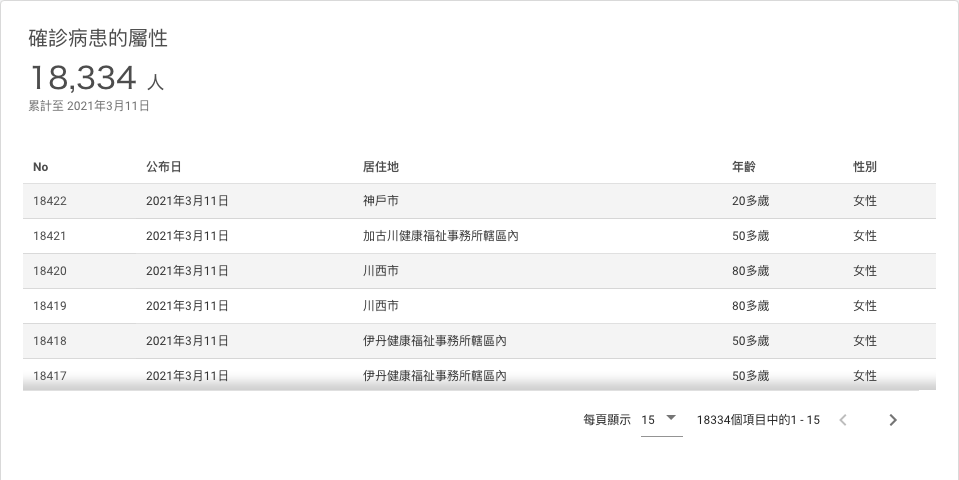 確診病患的屬性
18,334 人
累計至 2021年3月11日
No 公布日 居住地 年齡 性別
18422 2021年3月11日 神戶市 20多歲 女性
18421 2021年3月11日 加古川健康福祉事務所轄區內 50多歲 女性
18420 2021年3月11日 川西市 80多歲 女性
18419 2021年3月11日 川西市 80多歲 女性
18418 2021年3月11日 伊丹健康福祉事務所轄區內 50多歲 女性
18417 2021年3月11日 伊丹健康福祉事務所轄區內 50多歲 女性
每頁顯示 15 18334個項目中的1 - 15